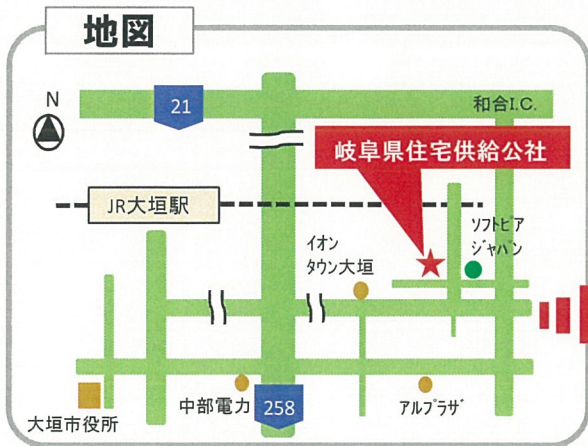 地図
N
21
和合I.C.
岐阜県住宅供給公社
JR大垣駅
イオン
タウン大垣
ソフトピア
ジャパン
大垣市役所
中部電力
258
アルプラザ